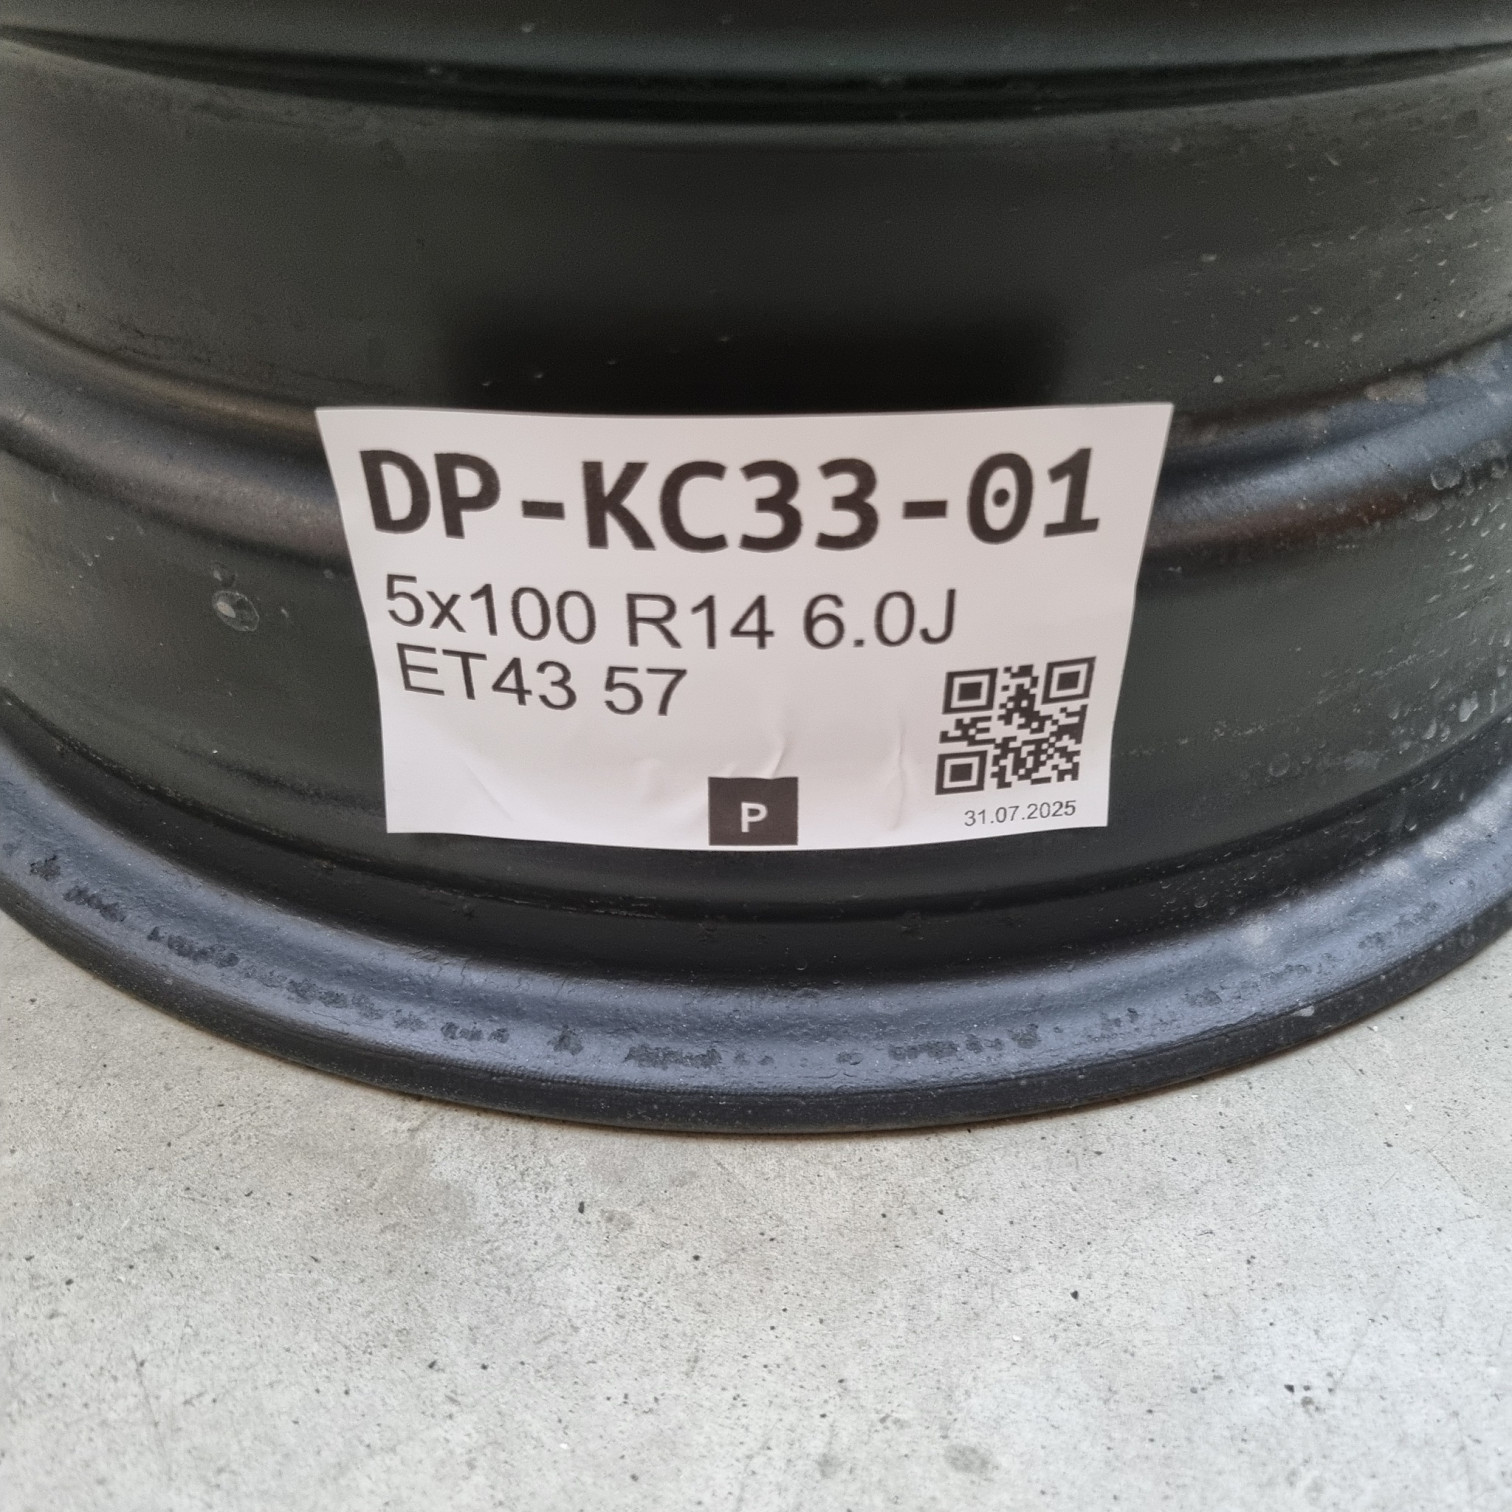 DP-KC33-01
5x100 R14 6.0J
ET43 57
P
31.07.2025